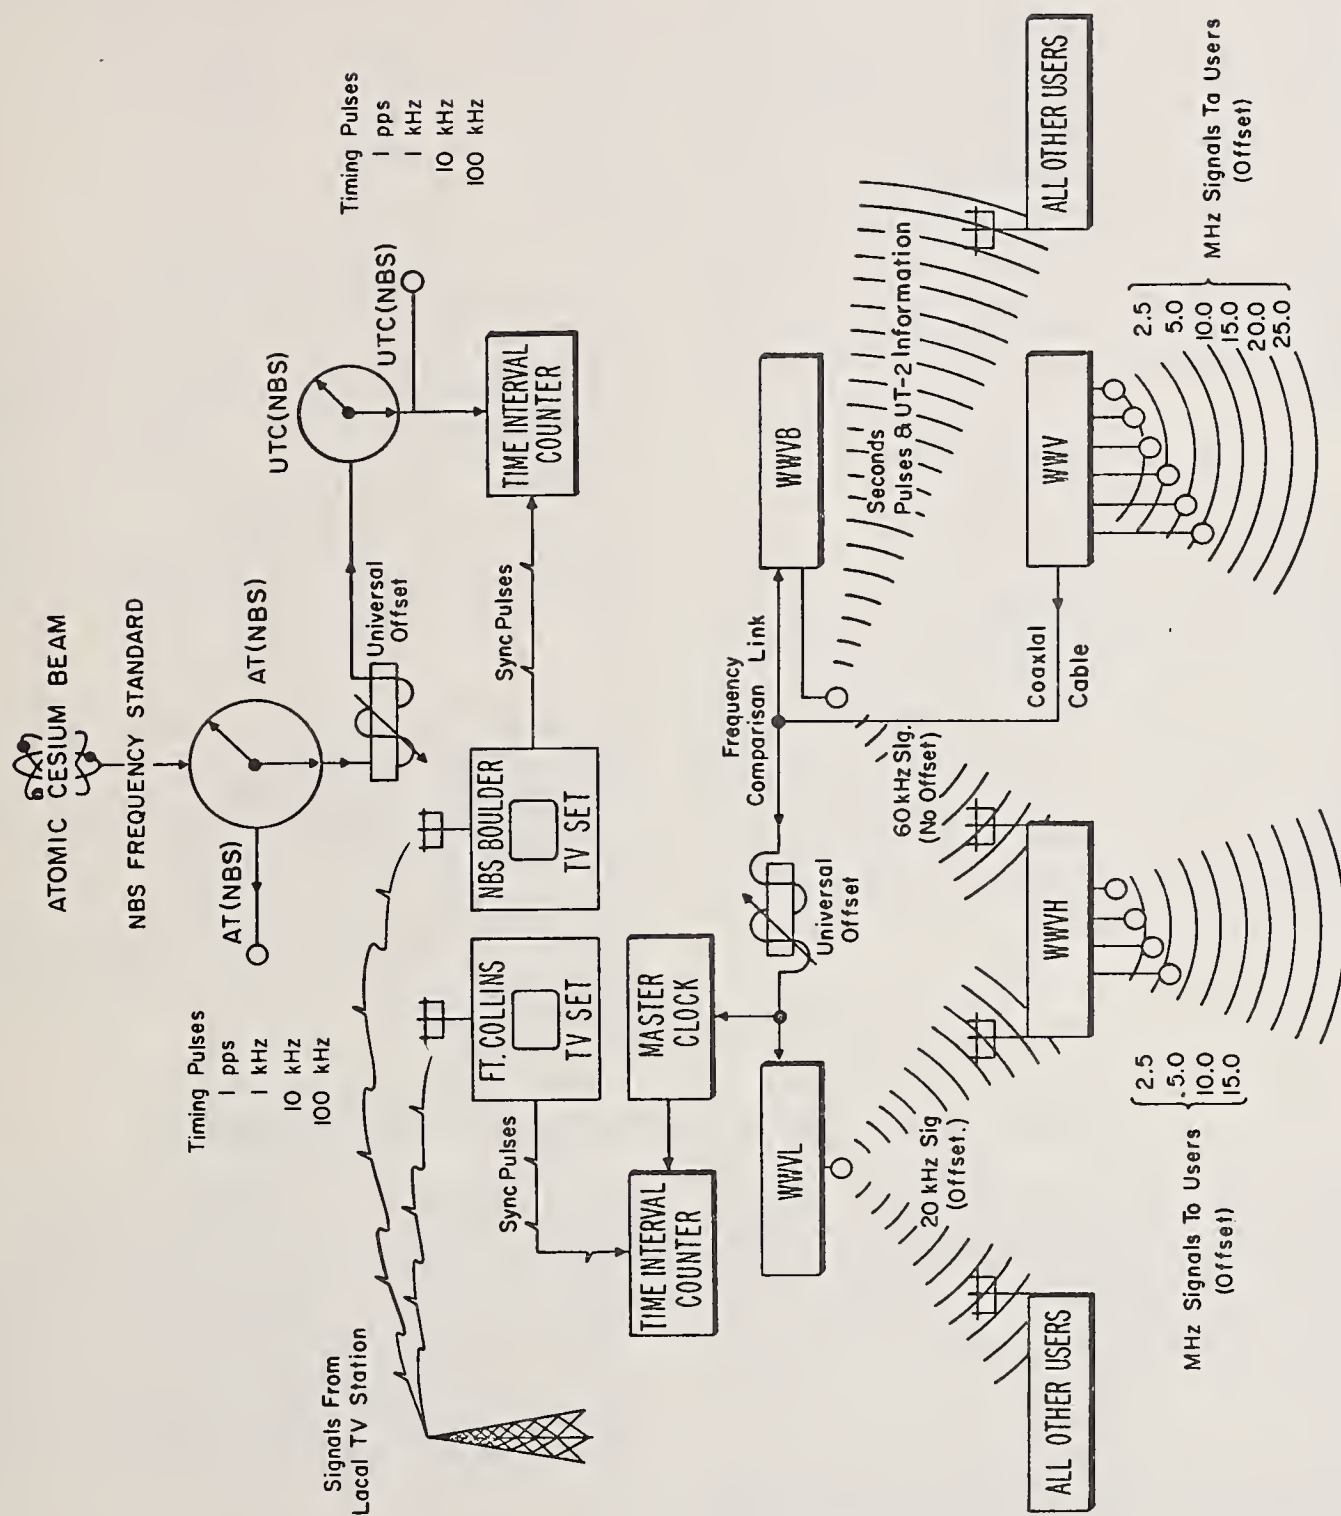 ATOMIC CESIUM BEAM
NBS FREQUENCY STANDARD
AT(NBS)
AT(NBS)
Timing Pulses
1 pps
1 kHz
10 kHz
100 kHz
UTC(NBS)
UTC(NBS)
Timing Pulses
1 pps
1 kHz
10 kHz
100 kHz
Universal
Offset
Signals From
Lacal TV Station
FT. COLLINS
TV SET
NBS BOULDER
TV SET
Sync Pulses
Sync Pulses
TIME INTERVAL
COUNTER
TIME INTERVAL
COUNTER
MASTER
CLOCK
WWVL
Universal
Offset
Frequency
Comparisan Link
WWVB
20 kHz Sig
(Offset.)
60 kHz SIg.
(No Offset)
Seconds
Pulses & UT-2 Information
ALL OTHER USERS
WWVH
Coaxlal
Cable
WWV
ALL OTHER USERS
2.5
5.0
10.0
15.0
MHz Signals To Users
(Offset)
2.5
5.0
10.0
15.0
20.0
25.0
MHz Signals Ta Users
(Offset)